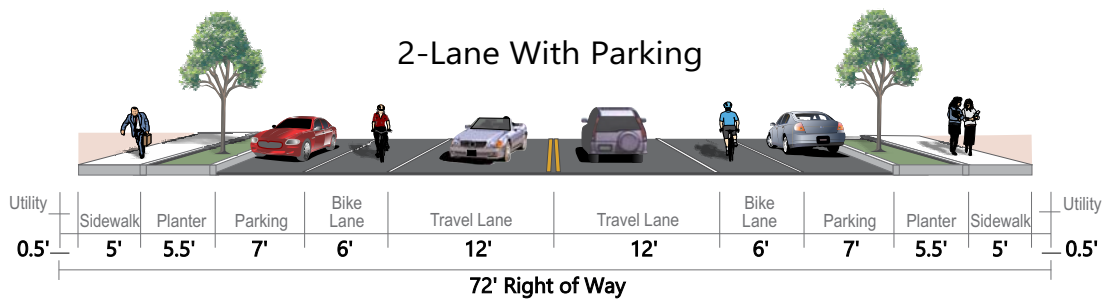 2-Lane With Parking
Utility Sidewalk Planter Parking Bike Lane Travel Lane Travel Lane Bike Lane Parking Planter Sidewalk Utility
0.5' 5' 5.5' 7' 6' 12' 12' 6' 7' 5.5' 5' 0.5'
72' Right of Way